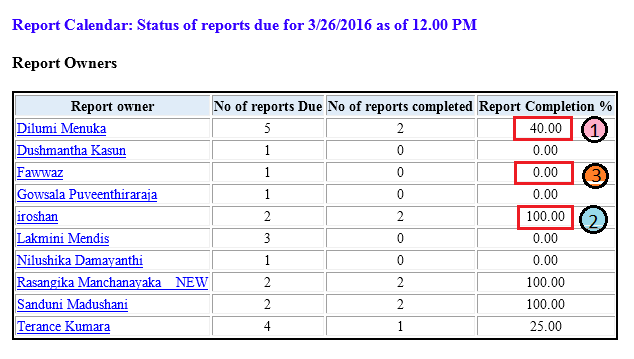 Report Calendar: Status of reports due for 3/26/2016 as of 12.00 PM
Report Owners
Report owner No of reports Due No of reports completed Report Completion %
Dilumi Menuka 5 2 40.00 1
Dushmantha Kasun 1 0 0.00
Fawwaz 1 0 0.00 3
Gowsala Puveenthiraraja 1 0 0.00
iroshan 2 2 100.00 2
Lakmini Mendis 3 0 0.00
Nilushika Damayanthi 1 0 0.00
Rasangika Manchanayaka NEW 2 2 100.00
Sanduni Madushani 2 2 100.00
Terance Kumara 4 1 25.00